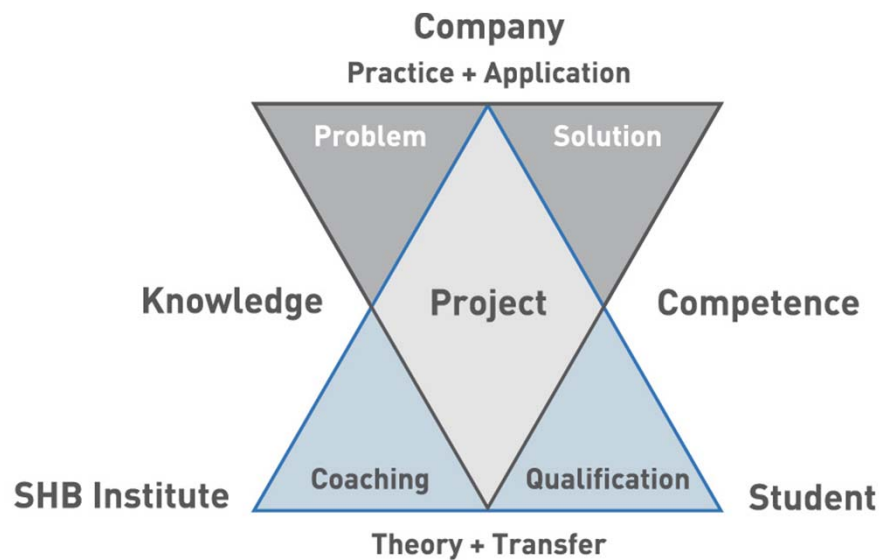 Company
Practice + Application
Problem
Solution
Knowledge
Project
Competence
Coaching
Qualification
SHB Institute
Student
Theory + Transfer